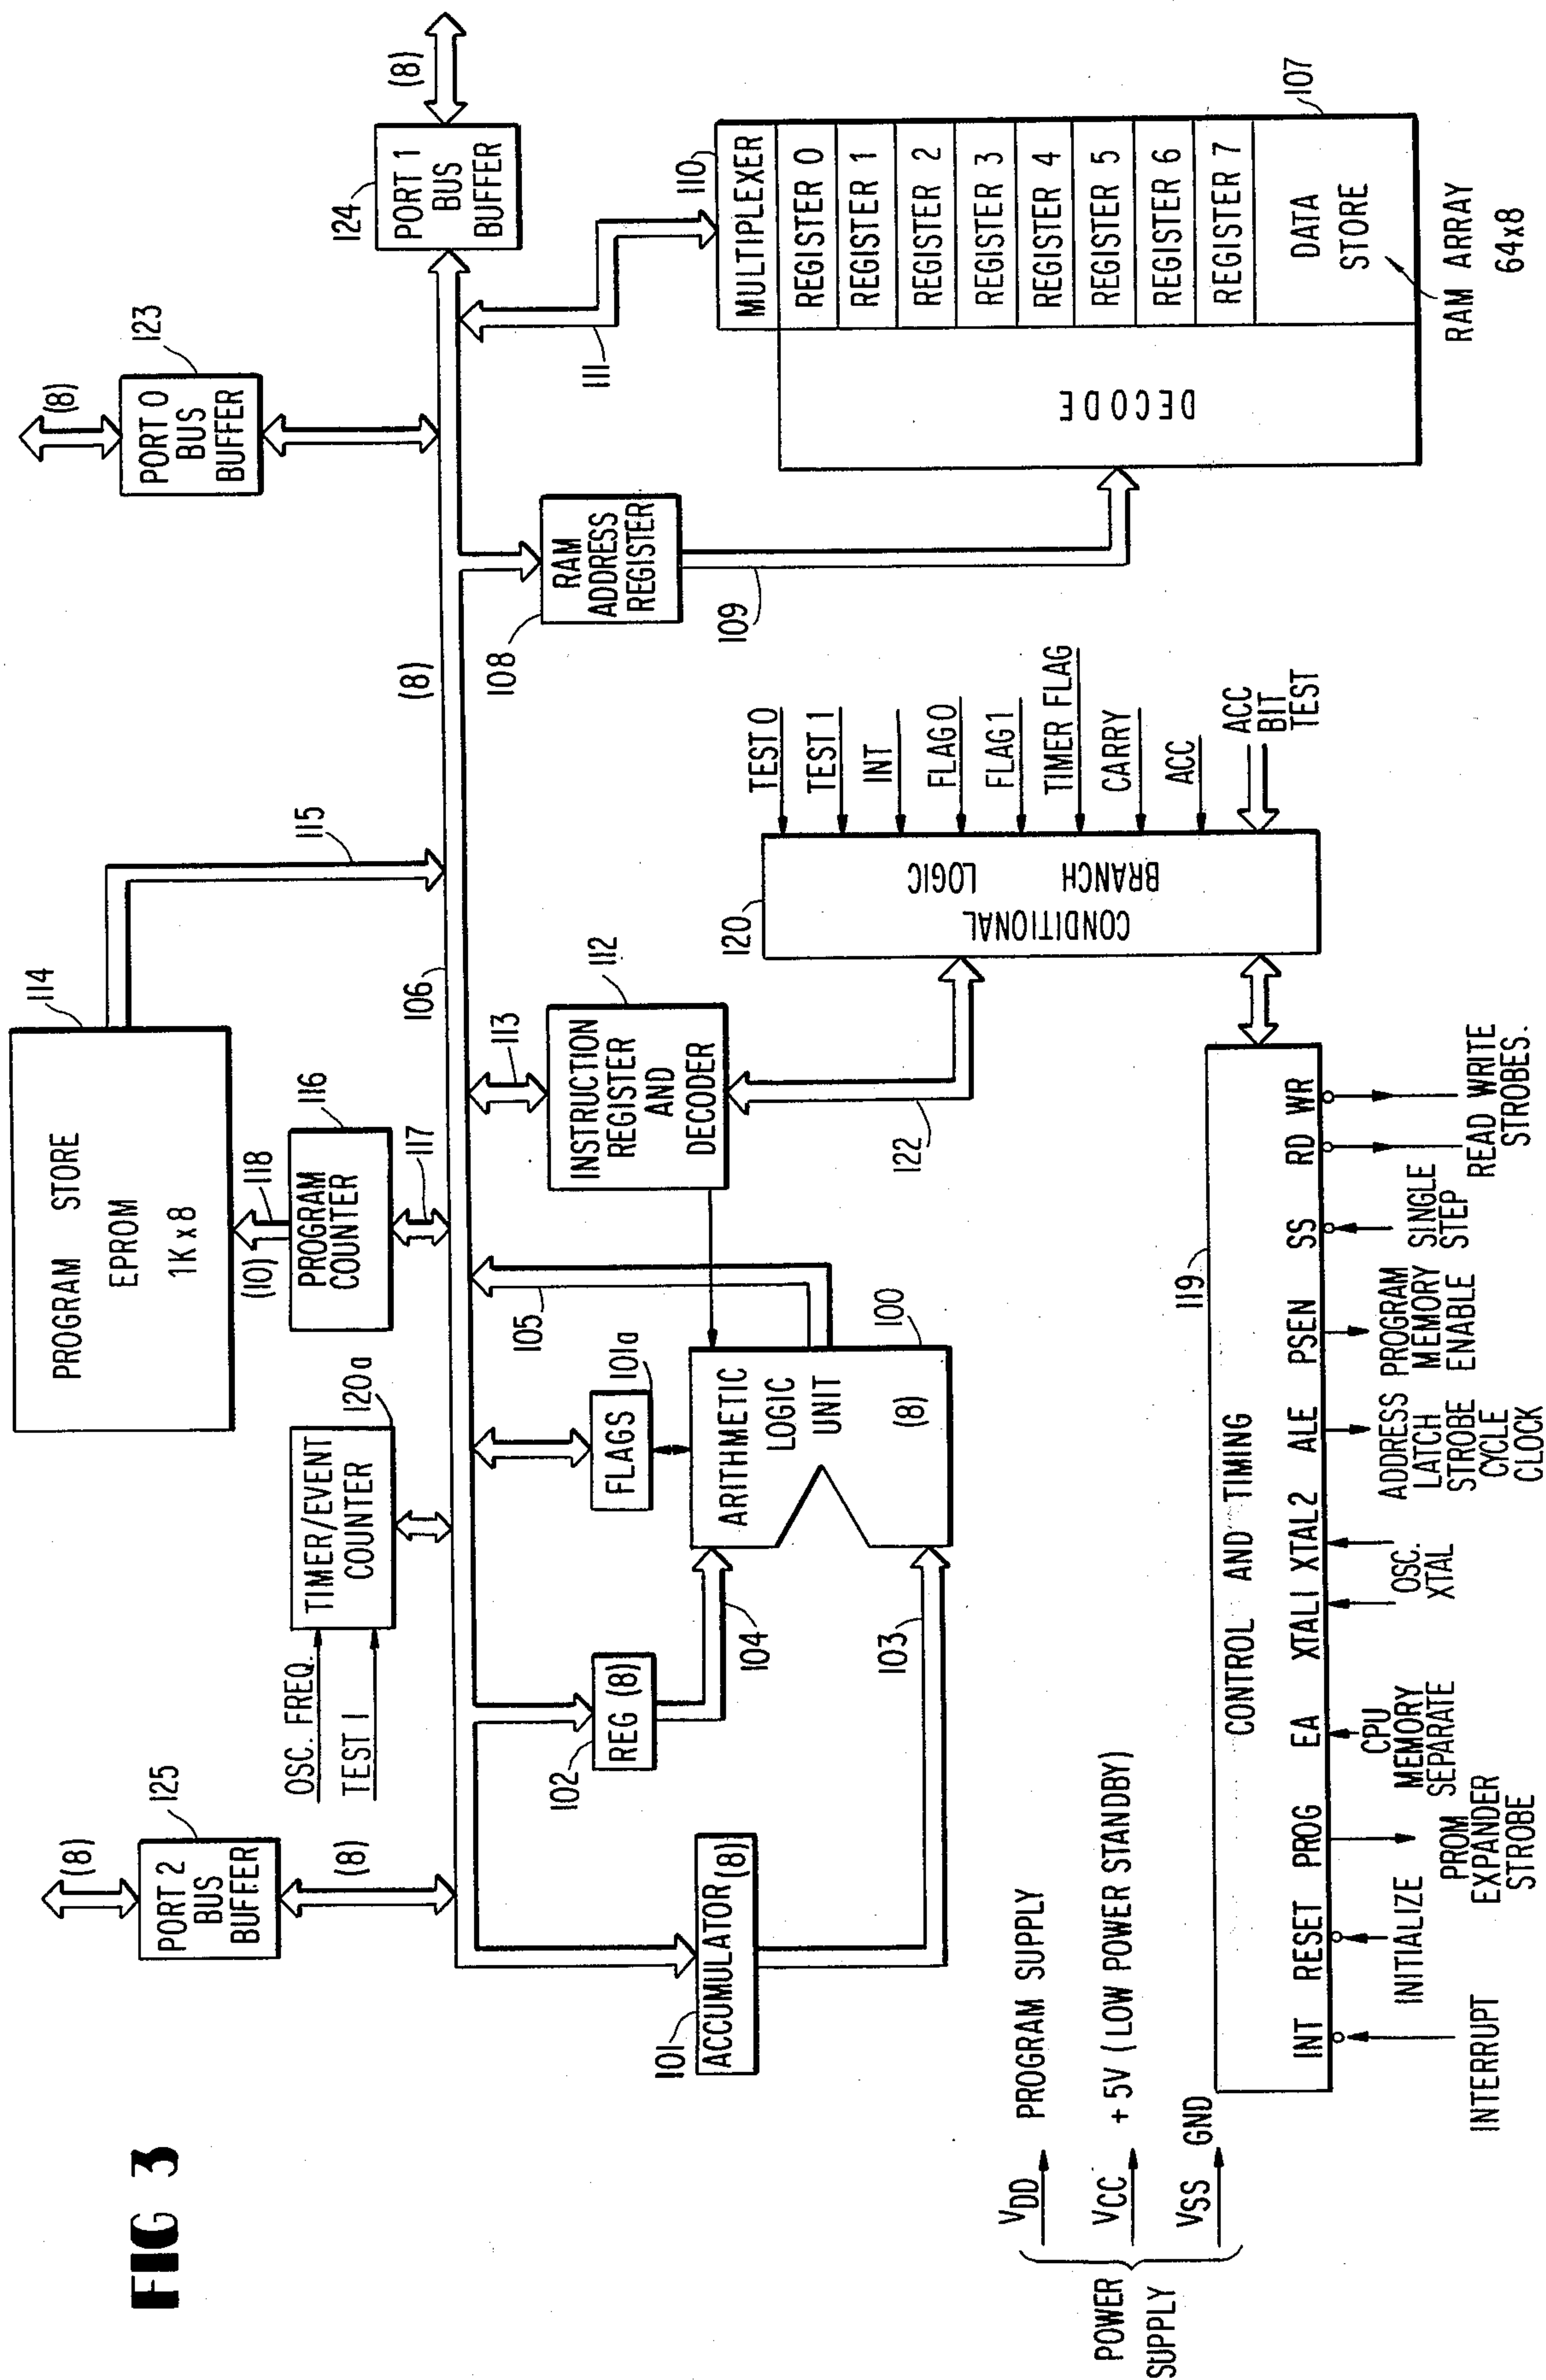 FIG 3
(8)
125
PORT 2
BUS
BUFFER
(8)
OSC. FREQ.
TEST 1
TIMER/EVENT
COUNTER
120a
PROGRAM STORE
EPROM
1K x 8
114
(10)
118
PROGRAM
COUNTER
116
117
115
(8)
123
PORT 0
BUS
BUFFER
124
PORT 1
BUS
BUFFER
(8)
106
(8)
101
ACCUMULATOR (8)
102
REG (8)
104
103
FLAGS
101a
105
ARITHMETIC
LOGIC
UNIT
(8)
100
113
112
INSTRUCTION
REGISTER
AND
DECODER
122
108
RAM
ADDRESS
REGISTER
109
111
110
MULTIPLEXER
REGISTER 0
REGISTER 1
REGISTER 2
REGISTER 3
REGISTER 4
REGISTER 5
REGISTER 6
REGISTER 7
DATA
STORE
107
DECODE
RAM ARRAY
64x8
120
CONDITIONAL
BRANCH
LOGIC
TEST 0
TEST 1
INT
FLAG 0
FLAG 1
TIMER FLAG
CARRY
ACC
ACC
BIT
TEST
POWER
SUPPLY
VDD
PROGRAM SUPPLY
VCC
+5V (LOW POWER STANDBY)
VSS
GND
119
CONTROL AND TIMING
INT RESET PROG EA XTAL1 XTAL2 ALE PSEN SS RD WR
INTERRUPT
INITIALIZE
PROM
EXPANDER
STROBE
CPU
MEMORY
SEPARATE
OSC.
XTAL
ADDRESS
LATCH
STROBE
CYCLE
CLOCK
PROGRAM
MEMORY
ENABLE
SINGLE
STEP
READ WRITE
STROBES.